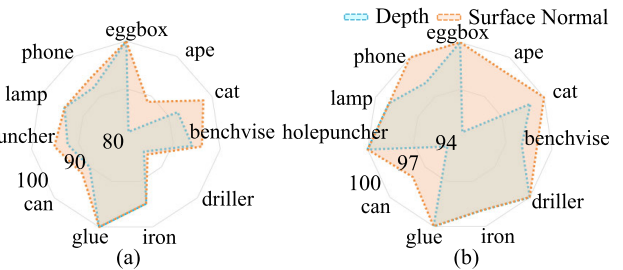 Depth Surface Normal
eggbox
phone
ape
lamp
cat
uncher
benchvise
80
90
100
can
driller
glue
iron
(a)
eggbox
phone
ape
lamp
cat
holepuncher
benchvise
94
97
100
can
driller
glue
iron
(b)